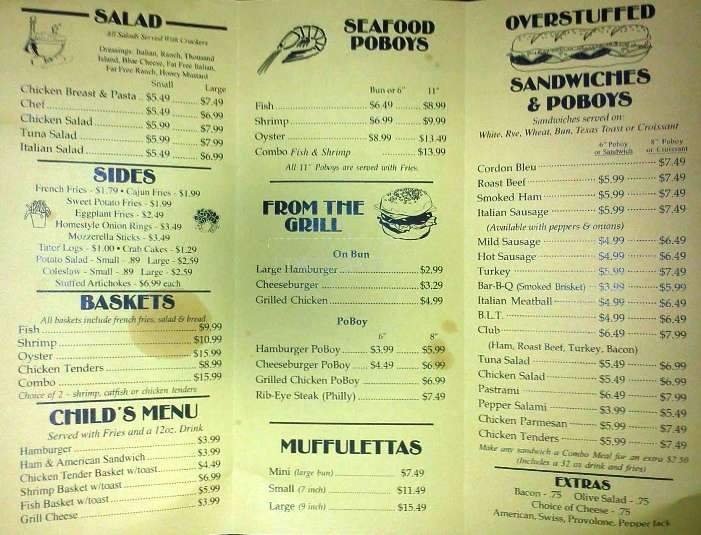 SALAD
All Salads Served With Crackers
Dressings: Italian, Ranch, Thousand
Island, Blue Cheese, Fat Free Italian,
Fat Free Ranch, Honey Mustard
Small Large
Chicken Breast & Pasta .. $5.49 ........ $7.49
Chef ........ $5.49 ........ $6.99
Chicken Salad ........ $5.99 ........ $7.99
Tuna Salad ........ $5.99 ........ $7.99
Italian Salad ........ $5.49 ........ $6.99
SIDES
French Fries - $1.79 • Cajun Fries - $1.99
Sweet Potato Fries - $1.99
Eggplant Fries - $2.49
Homestyle Onion Rings - $3.49
Mozzerella Sticks - $3.49
Tater Logs - $1.00 • Crab Cakes - $1.29
Potato Salad - Small - .89 Large - $2.59
Coleslaw - Small - .89 Large - $2.59
Stuffed Artichokes - $6.99 each
BASKETS
All baskets include french fries, salad & bread.
Fish ........ $9.99
Shrimp ........ $10.99
Oyster ........ $15.99
Chicken Tenders ........ $8.99
Combo ........ $15.99
Choice of 2 - shrimp, catfish or chicken tenders
CHILD'S MENU
Served with Fries and a 12oz. Drink
Hamburger ........ $3.99
Ham & American Sandwich ........ $3.99
Chicken Tender Basket w/toast ........ $4.49
Shrimp Basket w/toast ........ $6.99
Fish Basket w/toast ........ $5.99
Grill Cheese ........ $3.99
SEAFOOD
POBOYS
Bun or 6" 11"
Fish ........ $6.49 ........ $8.99
Shrimp ........ $6.99 ........ $9.99
Oyster ........ $8.99 ........ $13.49
Combo Fish & Shrimp ........ $13.99
All 11" Poboys are served with Fries.
FROM THE
GRILL
On Bun
Large Hamburger ........ $2.99
Cheeseburger ........ $3.29
Grilled Chicken ........ $4.99
PoBoy
6" 8"
Hamburger PoBoy ........ $3.99 ........ $5.99
Cheeseburger PoBoy ........ $4.49 ........ $6.99
Grilled Chicken PoBoy ........ $6.99
Rib-Eye Steak (Philly) ........ $7.49
MUFFULETTAS
Mini (large bun) ........ $7.49
Small (7 inch) ........ $11.49
Large (9 inch) ........ $15.49
OVERSTUFFED
SANDWICHES
& POBOYS
Sandwiches served on:
White, Rye, Wheat, Bun, Texas Toast or Croissant
6" Poboy 8" Poboy
or Sandwich or Croissant
Cordon Bleu ........ $7.49
Roast Beef ........ $5.99 ........ $7.49
Smoked Ham ........ $5.99 ........ $7.49
Italian Sausage ........ $5.99 ........ $7.49
(Available with peppers & onions)
Mild Sausage ........ $4.99 ........ $6.49
Hot Sausage ........ $4.99 ........ $6.49
Turkey ........ $5.99 ........ $7.49
Bar-B-Q (Smoked Brisket) ... $3.99 ........ $5.99
Italian Meatball ........ $4.99 ........ $6.49
B.L.T. ........ $4.99 ........ $6.49
Club ........ $6.49 ........ $7.99
(Ham, Roast Beef, Turkey, Bacon)
Tuna Salad ........ $5.49 ........ $6.99
Chicken Salad ........ $5.49 ........ $6.99
Pastrami ........ $6.49 ........ $7.99
Pepper Salami ........ $3.99 ........ $5.49
Chicken Parmesan ........ $5.99 ........ $7.49
Chicken Tenders ........ $5.99 ........ $7.49
Make any sandwich a Combo Meal for an extra $2.50
(Includes a 32 oz drink and fries)
EXTRAS
Bacon - .75 Olive Salad - .75
Choice of Cheese - .75
American, Swiss, Provolone, Pepper Jack